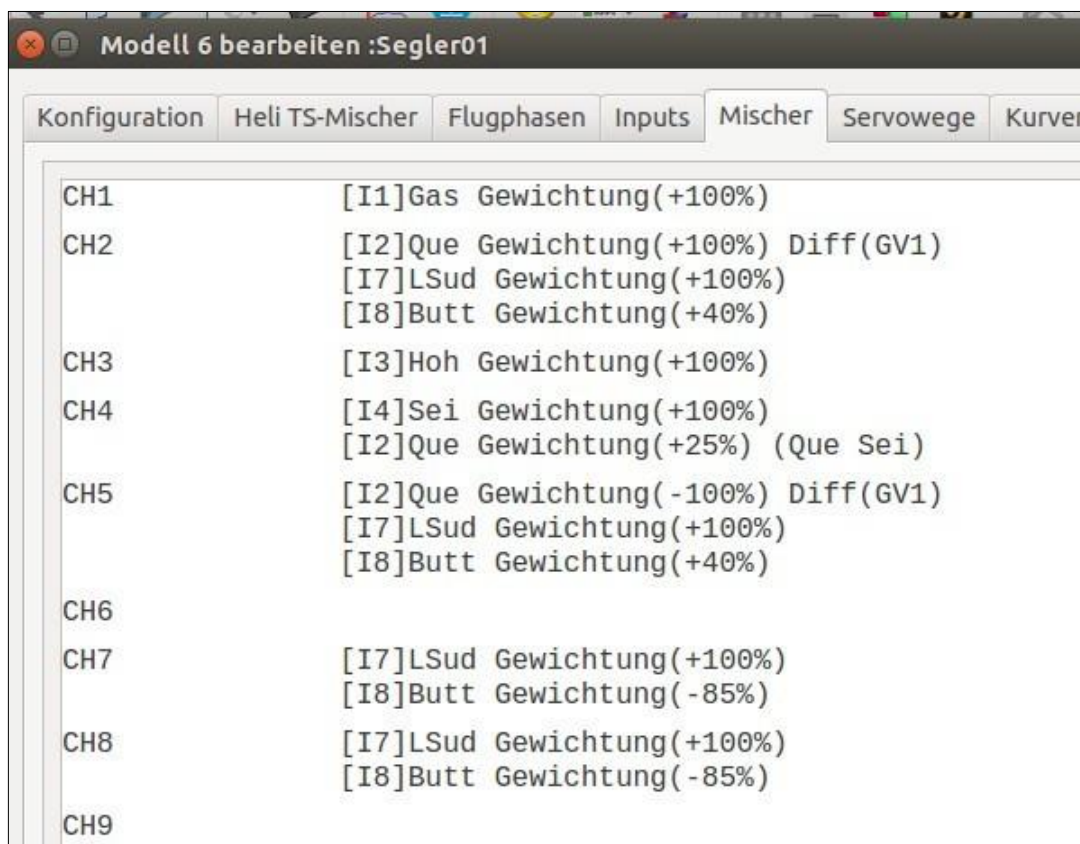 Modell 6 bearbeiten :Segler01
Konfiguration Heli TS-Mischer Flugphasen Inputs Mischer Servowege Kurven
CH1 [I1]Gas Gewichtung(+100%)
CH2 [I2]Que Gewichtung(+100%) Diff(GV1)
[I7]LSud Gewichtung(+100%)
[I8]Butt Gewichtung(+40%)
CH3 [I3]Hoh Gewichtung(+100%)
CH4 [I4]Sei Gewichtung(+100%)
[I2]Que Gewichtung(+25%) (Que Sei)
CH5 [I2]Que Gewichtung(-100%) Diff(GV1)
[I7]LSud Gewichtung(+100%)
[I8]Butt Gewichtung(+40%)
CH6
CH7 [I7]LSud Gewichtung(+100%)
[I8]Butt Gewichtung(-85%)
CH8 [I7]LSud Gewichtung(+100%)
[I8]Butt Gewichtung(-85%)
CH9